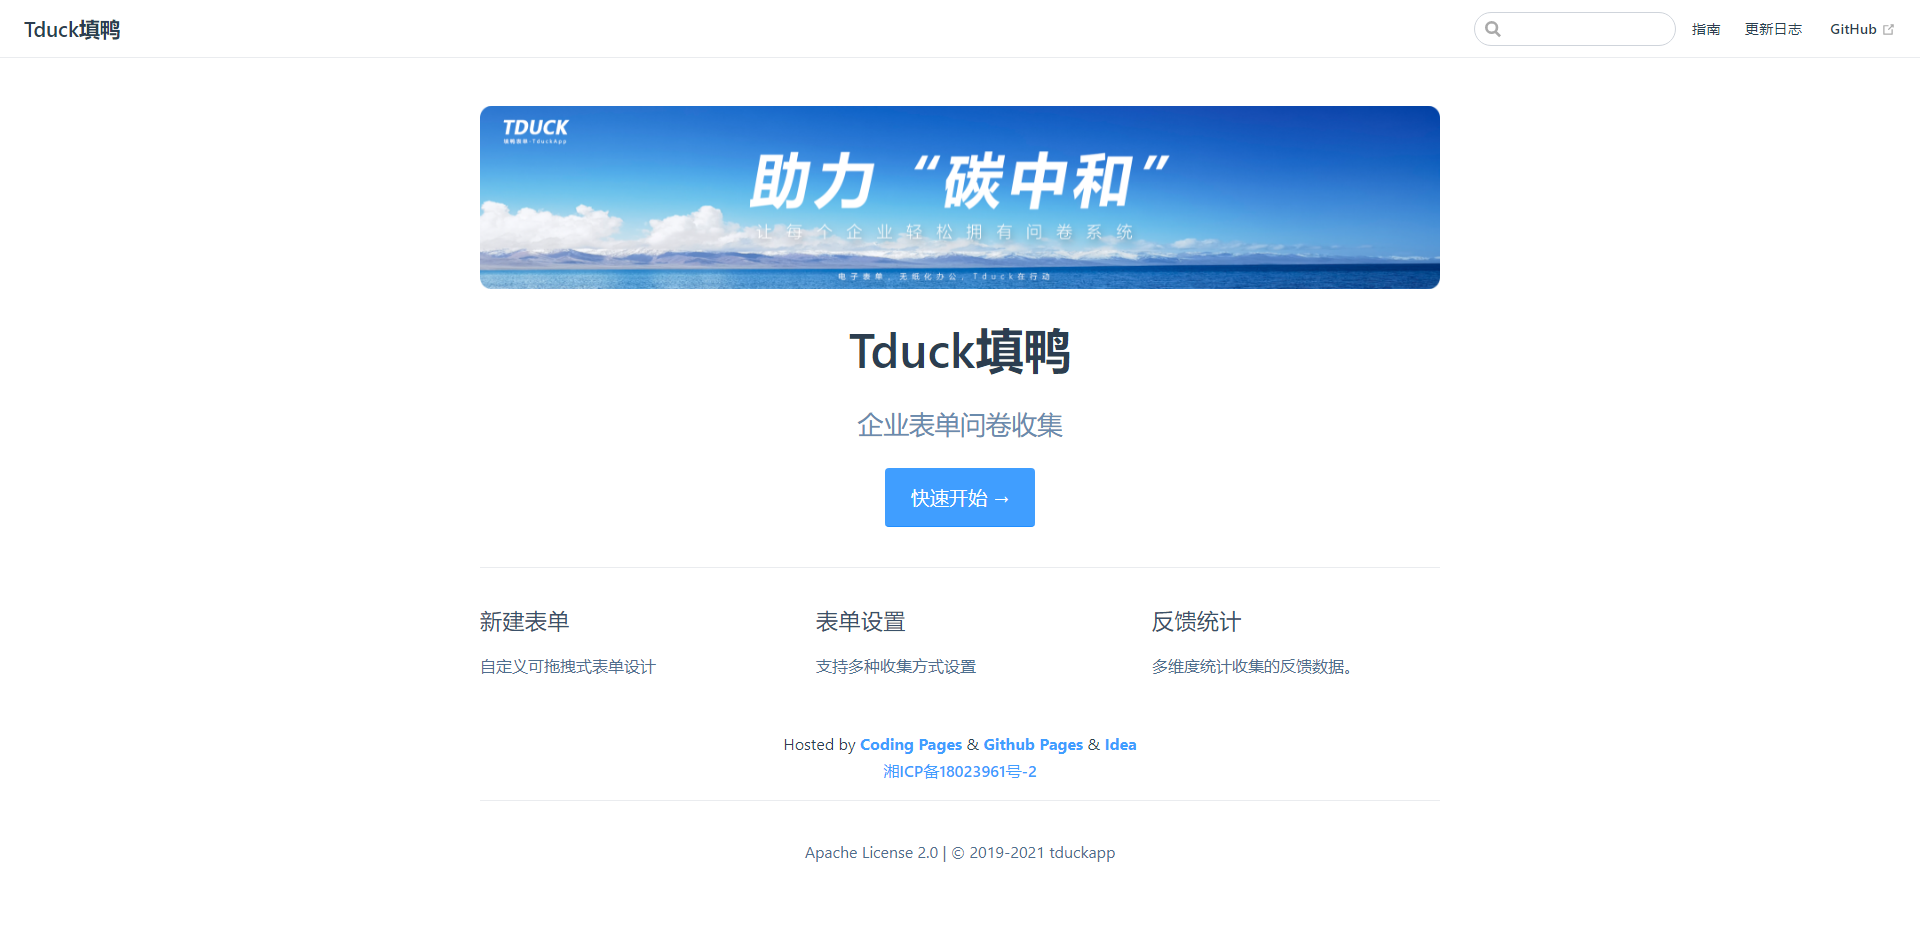 Tduck填鸭
指南
更新日志
GitHub
TDUCK
填鸭表单·TduckApp
助力“碳中和”
让每个企业轻松拥有问卷系统
电子表单,无纸化办公,Tduck在行动
Tduck填鸭
企业表单问卷收集
快速开始 →
新建表单
表单设置
反馈统计
自定义可拖拽式表单设计
支持多种收集方式设置
多维度统计收集的反馈数据。
Hosted by Coding Pages & Github Pages & Idea
湘ICP备18023961号-2
Apache License 2.0 | © 2019-2021 tduckapp